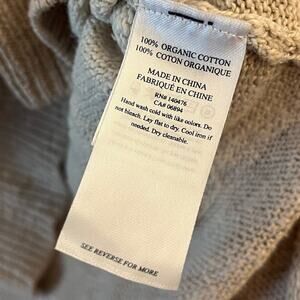 100% ORGANIC COTTON
100% COTON ORGANIQUE
MADE IN CHINA
FABRIQUÉ EN CHINE
RN# 140476
CA# 06894
Hand wash cold with like colors. Do
not bleach. Lay flat to dry. Cool iron if
needed. Dry cleanable.
SEE REVERSE FOR MORE